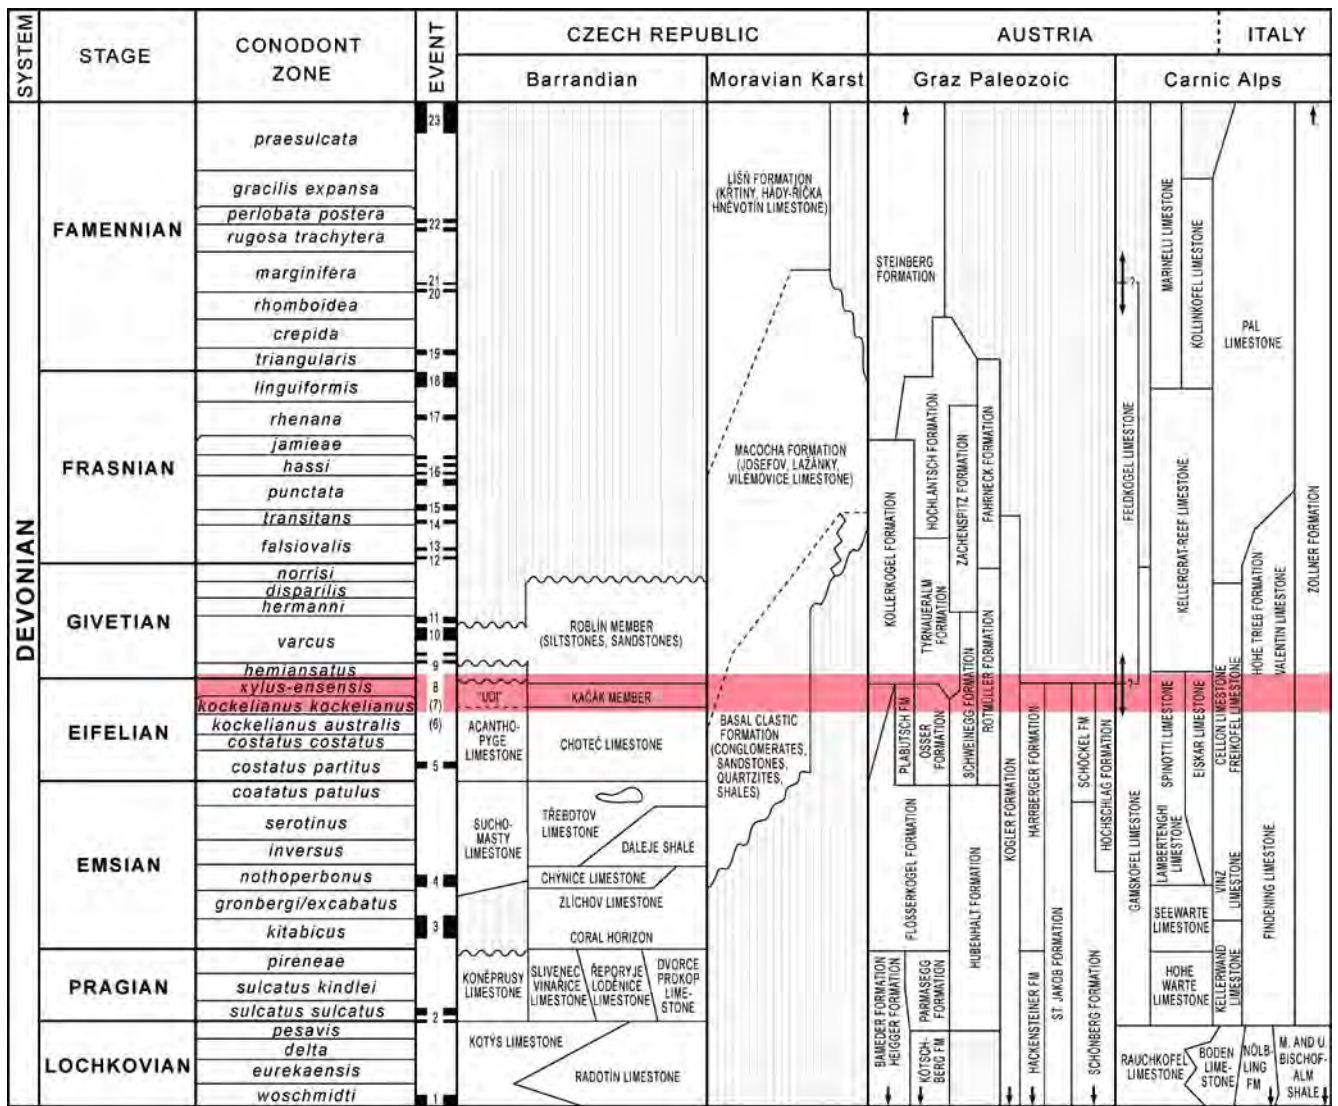 SYSTEM
STAGE
CONODONT
ZONE
EVENT
CZECH REPUBLIC
AUSTRIA
ITALY
Barrandian
Moravian Karst
Graz Paleozoic
Carnic Alps
DEVONIAN
FAMENNIAN
FRASNIAN
GIVETIAN
EIFELIAN
EMSIAN
PRAGIAN
LOCHKOVIAN
praesulcata
gracilis expansa
perlobata postera
rugosa trachytera
marginifera
rhomboidea
crepida
triangularis
linguiformis
rhenana
jamieae
hassi
punctata
transitans
falsiovalis
norrisi
disparilis
hermanni
varcus
hemiansatus
xylus-ensensis
kockelianus kockelianus
kockelianus australis
costatus costatus
costatus partitus
coatatus patulus
serotinus
inversus
nothoperbonus
gronbergi/excabatus
kitabicus
pireneae
sulcatus kindlei
sulcatus sulcatus
pesavis
delta
eurekaensis
woschmidti
23
22
21
20
19
18
17
16
15
14
13
12
11
10
9
8
(7)
(6)
5
4
3
2
1
ROBLÍN MEMBER
(SILTSTONES, SANDSTONES)
"UDI"
KAČÁK MEMBER
ACANTHO-
PYGE
LIMESTONE
CHOTEČ LIMESTONE
SUCHO-
MASTY
LIMESTONE
TŘEBOTOV
LIMESTONE
DALEJE SHALE
CHÝNICE LIMESTONE
ZLÍCHOV LIMESTONE
CORAL HORIZON
KONĚPRUSY
LIMESTONE
SLIVENEC
VINAŘICE
LIMESTONE
ŘEPORYJE
LODĚNICE
LIMESTONE
DVORCE
PROKOP
LIME-
STONE
KOTÝS LIMESTONE
RADOTÍN LIMESTONE
LÍŠŇ FORMATION
(KŘTINY, HÁDY-ŘÍČKA
HNĚVOTÍN LIMESTONE)
MACOCHA FORMATION
(JOSEFOV, LAŽÁNKY,
VILÉMOVICE LIMESTONE)
BASAL CLASTIC
FORMATION
(CONGLOMERATES,
SANDSTONES,
QUARTZITES,
SHALES)
STEINBERG
FORMATION
KOLLERKOGEL FORMATION
HOCHLANTSCH FORMATION
ZACHENSPITZ FORMATION
FAHRNECK FORMATION
TYRNAUERALM
FORMATION
PLABUTSCH FM
OSSER
FORMATION
SCHWEINEGG FORMATION
ROTMÜLLER FORMATION
FLÖSSERKOGEL FORMATION
HUBENHALT FORMATION
KOGLER FORMATION
HARRBERGER FORMATION
ST. JAKOB FORMATION
SCHÖCKEL FM
HOCHSCHLAG FORMATION
BAMEDER FORMATION
HEIGGER FORMATION
PARMASEGG
FORMATION
KÖTSCH-
BERG FM
HACKENSTEINER FM
SCHÖNBERG FORMATION
?
FELDKOGEL LIMESTONE
?
MARINELLI LIMESTONE
KOLLINKOFEL LIMESTONE
PAL
LIMESTONE
KELLERGRAT-REEF LIMESTONE
ZOLLNER FORMATION
HOHE TRIEB FORMATION
VALENTIN LIMESTONE
SPINOTTI LIMESTONE
EISKAR LIMESTONE
CELLON LIMESTONE
FREIKOFEL LIMESTONE
GAMSKOFEL LIMESTONE
LAMBERTENGHI
LIMESTONE
VINZ
LIMESTONE
FINDENING LIMESTONE
SEEWARTE
LIMESTONE
HOHE
WARTE
LIMESTONE
KELLERWAND
LIMESTONE
RAUCHKOFEL
LIMESTONE
BODEN
LIME-
STONE
NÖLB-
LING
FM
M. AND U.
BISCHOF-
ALM
SHALE